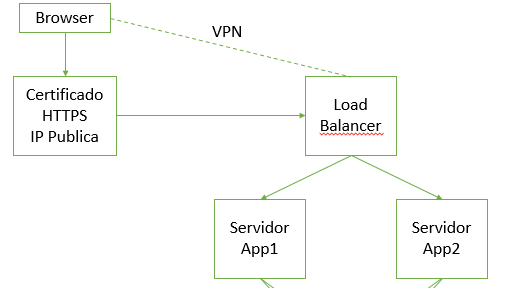 Browser
VPN
Certificado
HTTPS
IP Publica
Load
Balancer
Servidor
App1
Servidor
App2